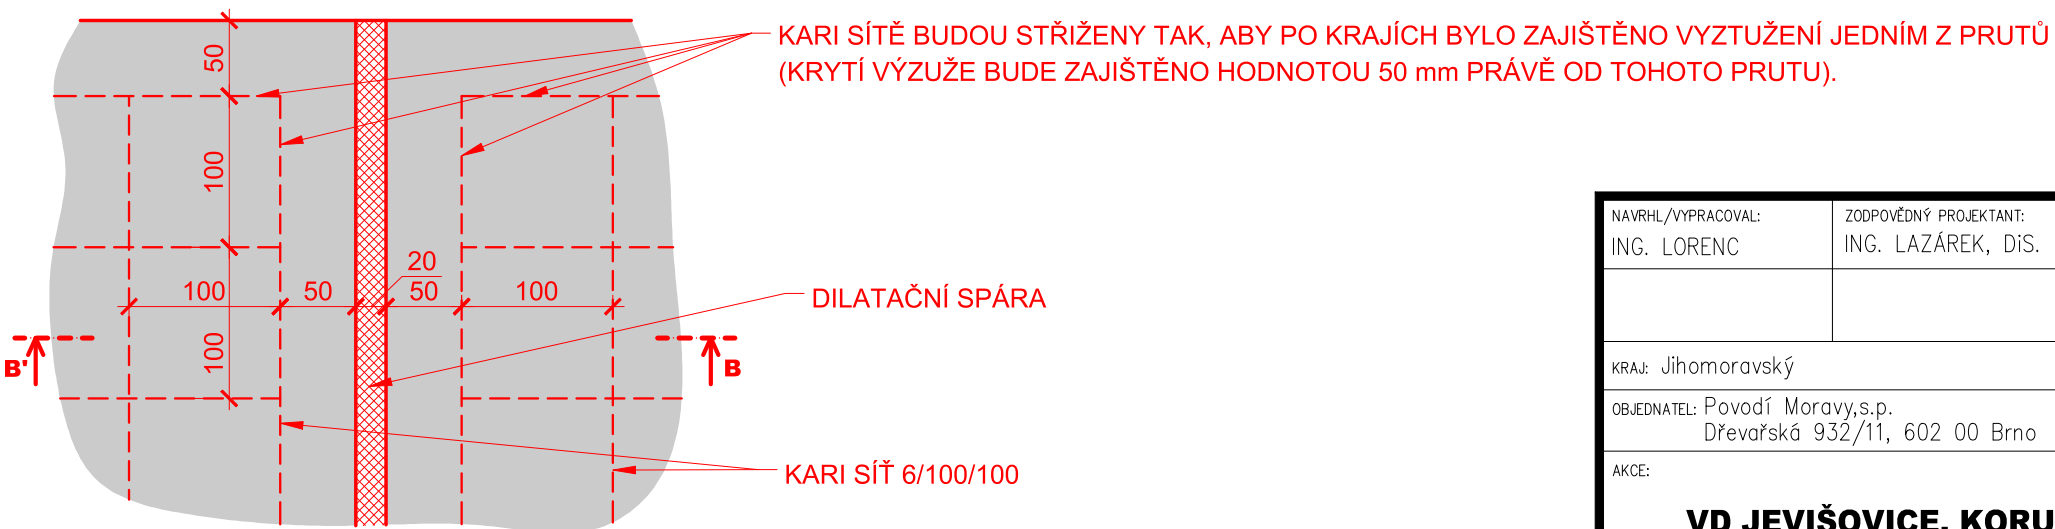 KARI SÍTĚ BUDOU STŘIŽENY TAK, ABY PO KRAJÍCH BYLO ZAJIŠTĚNO VYZTUŽENÍ JEDNÍM Z PRUTŮ
(KRYTÍ VÝZUŽE BUDE ZAJIŠTĚNO HODNOTOU 50 mm PRÁVĚ OD TOHOTO PRUTU).
50
100
100
100
50
20
50
100
DILATAČNÍ SPÁRA
B'
B
KARI SÍŤ 6/100/100
NAVRHL/VYPRACOVAL:
ING. LORENC
ZODPOVĚDNÝ PROJEKTANT:
ING. LAZÁREK, DiS.
KRAJ: Jihomoravský
OBJEDNATEL: Povodí Moravy,s.p.
Dřevařská 932/11, 602 00 Brno
AKCE:
VD JEVIŠOVICE, KORU